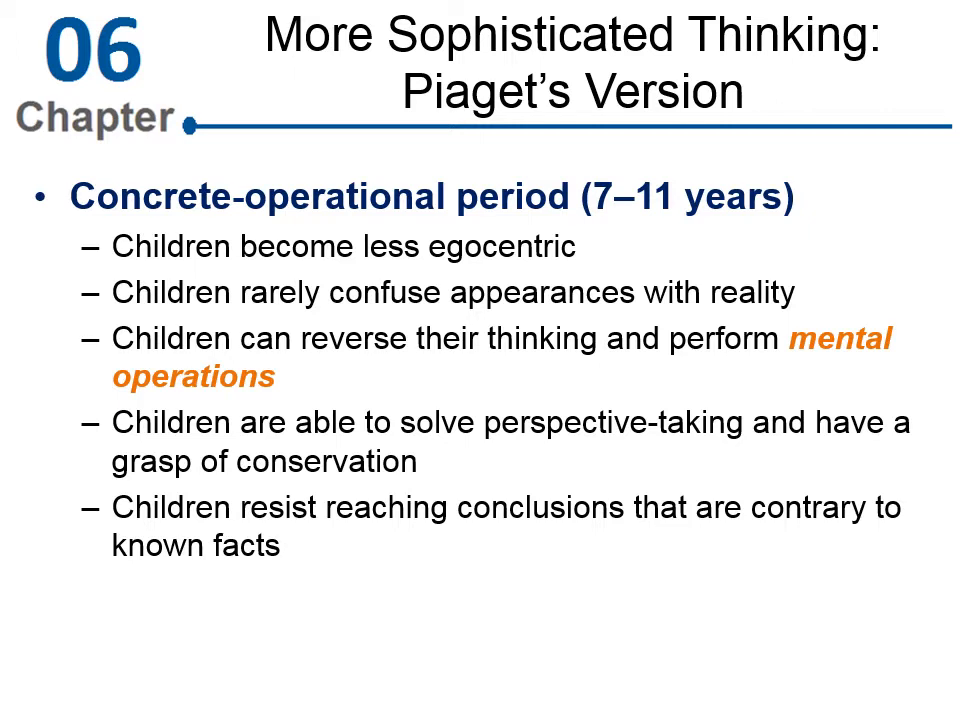 06
Chapter
More Sophisticated Thinking:
Piaget’s Version
• Concrete-operational period (7–11 years)
– Children become less egocentric
– Children rarely confuse appearances with reality
– Children can reverse their thinking and perform mental
operations
– Children are able to solve perspective-taking and have a
grasp of conservation
– Children resist reaching conclusions that are contrary to
known facts